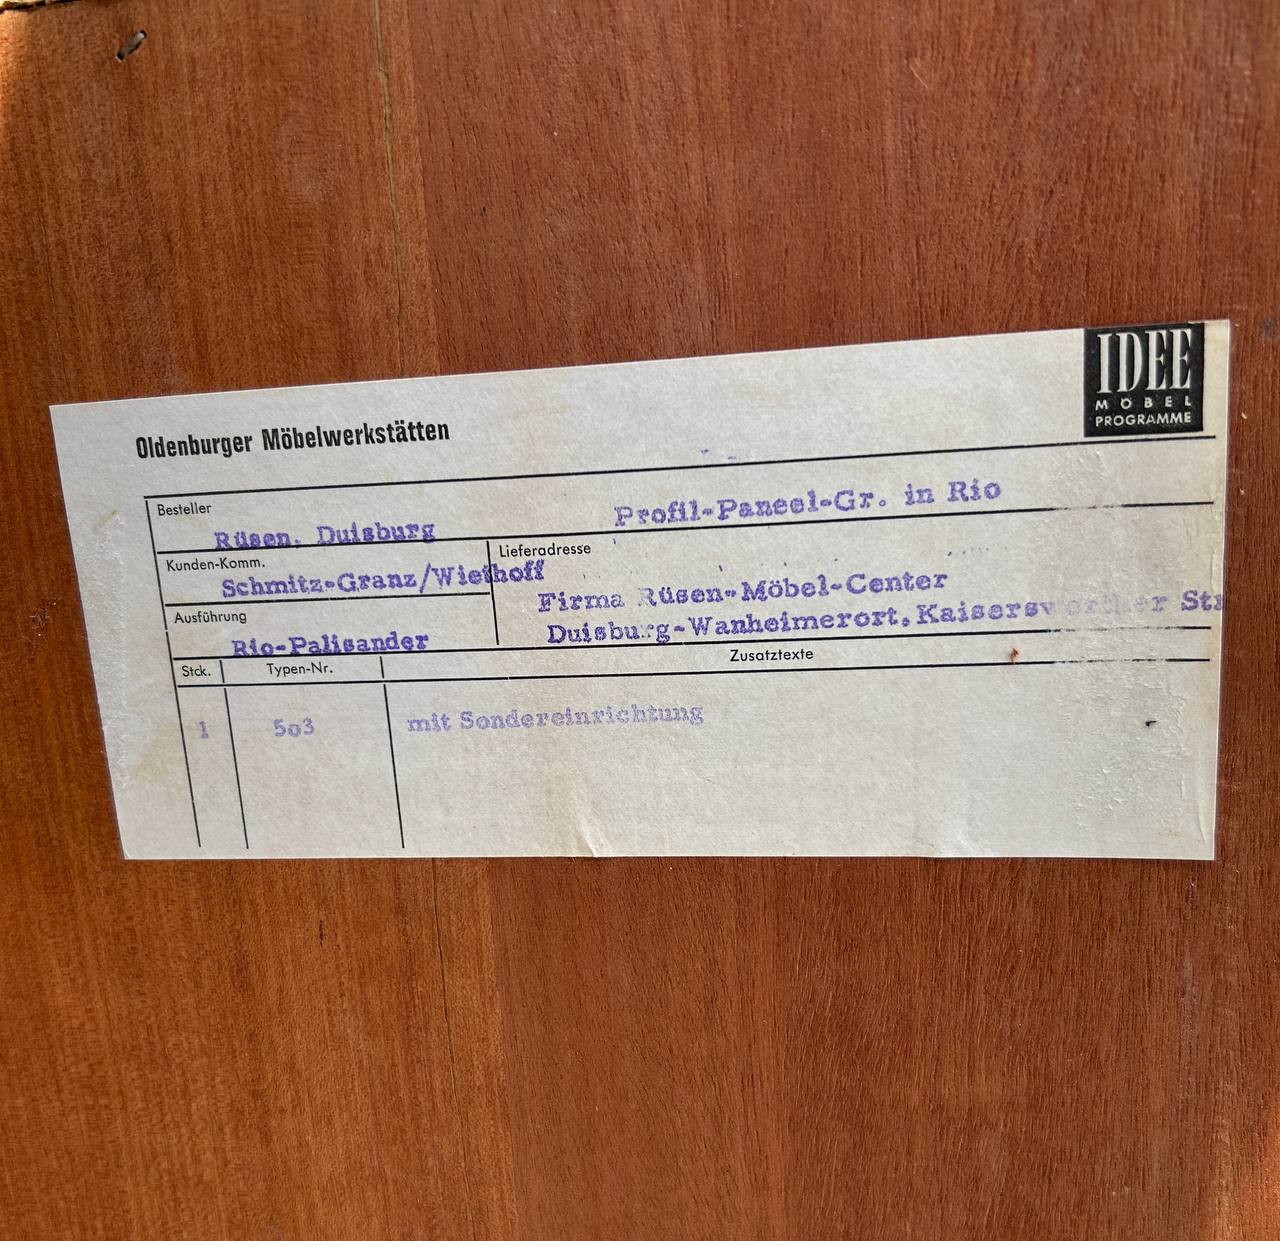 IDEE
MÖBEL
PROGRAMME
Oldenburger Möbelwerkstätten
Besteller
Rüsen. Duisburg
Profil-Paneel-Gr. in Rio
Kunden-Komm.
Schmitz-Granz/Wiethoff
Lieferadresse
Firma Rüsen-Möbel-Center
Duisburg-Wanheimerort, Kaiserswerther Str
Ausführung
Rio-Palisander
Stck. Typen-Nr. Zusatztexte
1 5o3 mit Sondereinrichtung